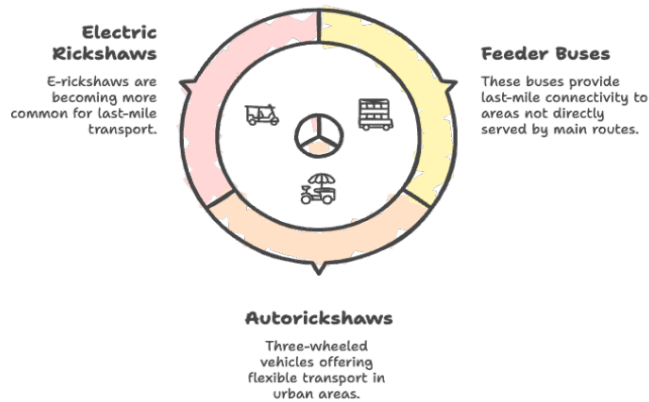 Electric
Rickshaws
E-rickshaws are
becoming more
common for last-mile
transport.
Feeder Buses
These buses provide
last-mile connectivity to
areas not directly
served by main routes.
Autorickshaws
Three-wheeled
vehicles offering
flexible transport in
urban areas.